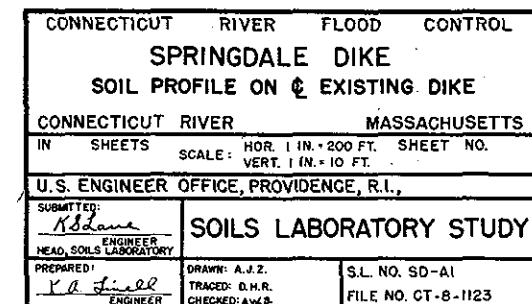 CONNECTICUT RIVER FLOOD CONTROL
SPRINGDALE DIKE
SOIL PROFILE ON ℄ EXISTING DIKE
CONNECTICUT RIVER MASSACHUSETTS
IN SHEETS SCALE: HOR. 1 IN. = 200 FT. SHEET NO.
VERT. 1 IN. = 10 FT.
U.S. ENGINEER OFFICE, PROVIDENCE, R.I.,
SUBMITTED:
K S Lane
ENGINEER
HEAD, SOILS LABORATORY
SOILS LABORATORY STUDY
PREPARED:
ENGINEER
DRAWN: A.J.Z.
TRACED: D.H.R.
CHECKED:
S.L. NO. SD-A1
FILE NO. CT-8-1123